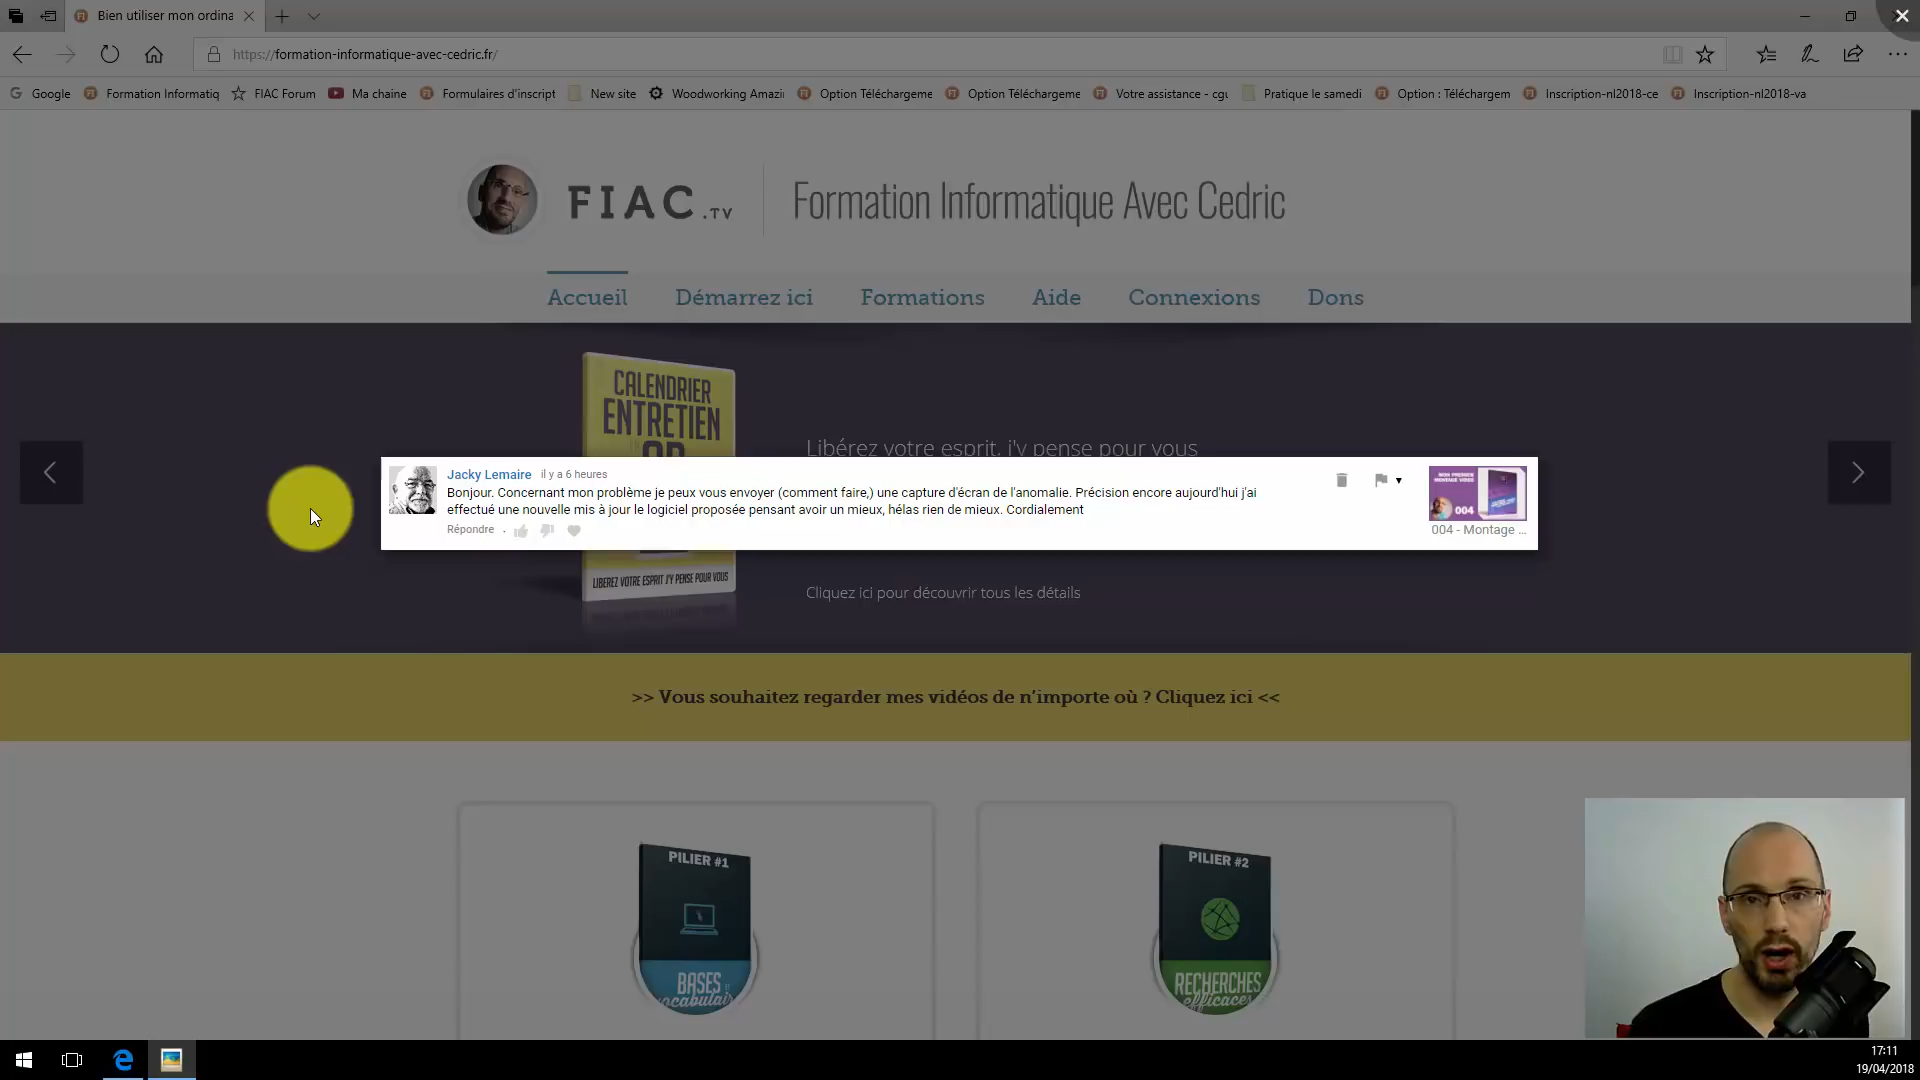 Bien utiliser mon ordina
https://formation-informatique-avec-cedric.fr/
Google
Formation Informatiq
FIAC Forum
Ma chaine
Formulaires d'inscript
New site
Woodworking Amazi
Option Téléchargeme
Option Téléchargeme
Votre assistance - cgu
Pratique le samedi
Option : Téléchargem
Inscription-nl2018-ce
Inscription-nl2018-va
FIAC.TV
Formation Informatique Avec Cedric
Accueil
Démarrez ici
Formations
Aide
Connexions
Dons
CALENDRIER
ENTRETIEN
Libérez votre esprit, j'y pense pour vous
Jacky Lemaire il y a 6 heures
Bonjour. Concernant mon problème je peux vous envoyer (comment faire,) une capture d'écran de l'anomalie. Précision encore aujourd'hui j'ai
effectué une nouvelle mis à jour le logiciel proposée pensant avoir un mieux, hélas rien de mieux. Cordialement
Répondre
MON PREMIER
MONTAGE VIDEO
004
004 - Montage ...
LIBEREZ VOTRE ESPRIT J'Y PENSE POUR VOUS
Cliquez ici pour découvrir tous les détails
>> Vous souhaitez regarder mes vidéos de n'importe où ? Cliquez ici <<
PILIER #1
BASES
vocabulair
PILIER #2
RECHERCHES
efficaces
17:11
19/04/2018